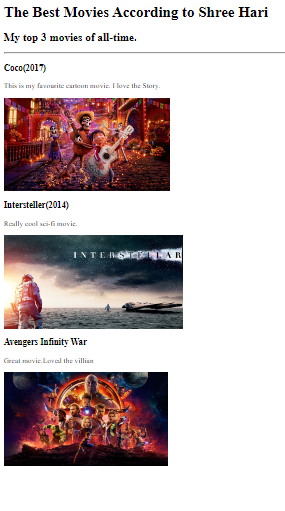 The Best Movies According to Shree Hari
My top 3 movies of all-time.
Coco(2017)
This is my favourite cartoon movie. I love the Story.
Intersteller(2014)
Really cool sci-fi movie.
INTERSTELLAR
Avengers Infinity War
Great movie.Loved the villian